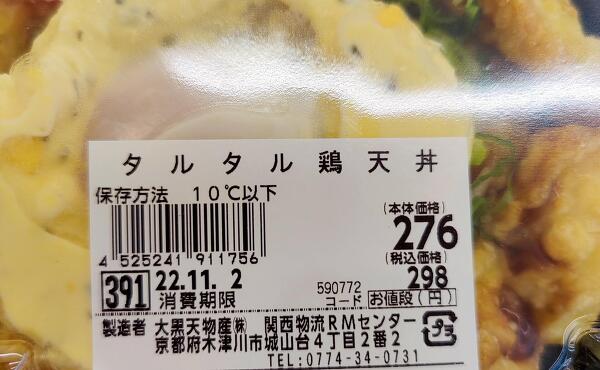 タルタル鶏天丼
保存方法 10℃以下
4 525241 911756
(本体価格)
276
(税込価格)
298
391 22.11. 2
消費期限
590772
コード お値段(円)
製造者 大黒天物産㈱ 関西物流RMセンター
京都府木津川市城山台4丁目2番2
TEL:0774-34-0731
プラ